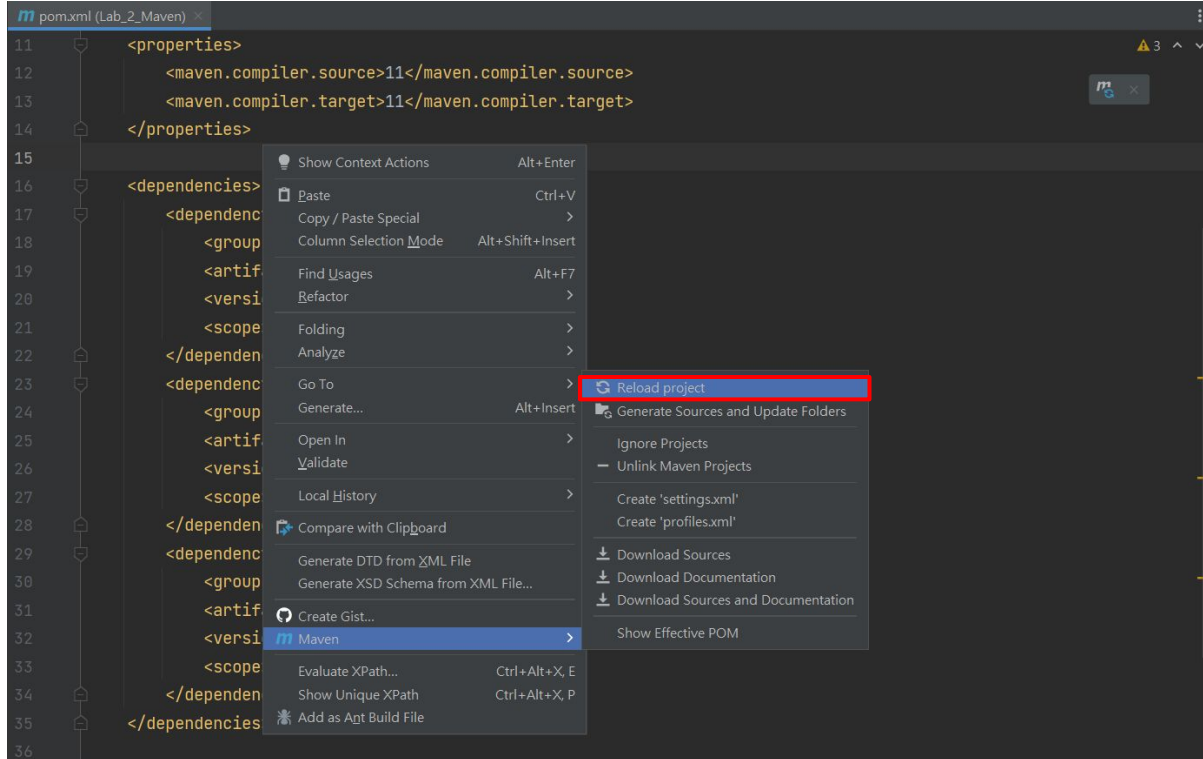 pom.xml (Lab_2_Maven)
11 <properties>
3
12 <maven.compiler.source>11</maven.compiler.source>
13 <maven.compiler.target>11</maven.compiler.target>
14 </properties>
15
16 <dependencies>
17 <dependenc
18 <group
19 <artif
20 <versi
21 <scope
22 </dependen
23 <dependenc
24 <group
25 <artif
26 <versi
27 <scope
28 </dependen
29 <dependenc
30 <group
31 <artif
32 <versi
33 <scope
34 </dependen
35 </dependencies
36
Show Context Actions Alt+Enter
Paste Ctrl+V
Copy / Paste Special
Column Selection Mode Alt+Shift+Insert
Find Usages Alt+F7
Refactor
Folding
Analyze
Go To
Generate... Alt+Insert
Open In
Validate
Local History
Compare with Clipboard
Generate DTD from XML File
Generate XSD Schema from XML File...
Create Gist...
Maven
Evaluate XPath... Ctrl+Alt+X, E
Show Unique XPath Ctrl+Alt+X, P
Add as Ant Build File
Reload project
Generate Sources and Update Folders
Ignore Projects
Unlink Maven Projects
Create 'settings.xml'
Create 'profiles.xml'
Download Sources
Download Documentation
Download Sources and Documentation
Show Effective POM